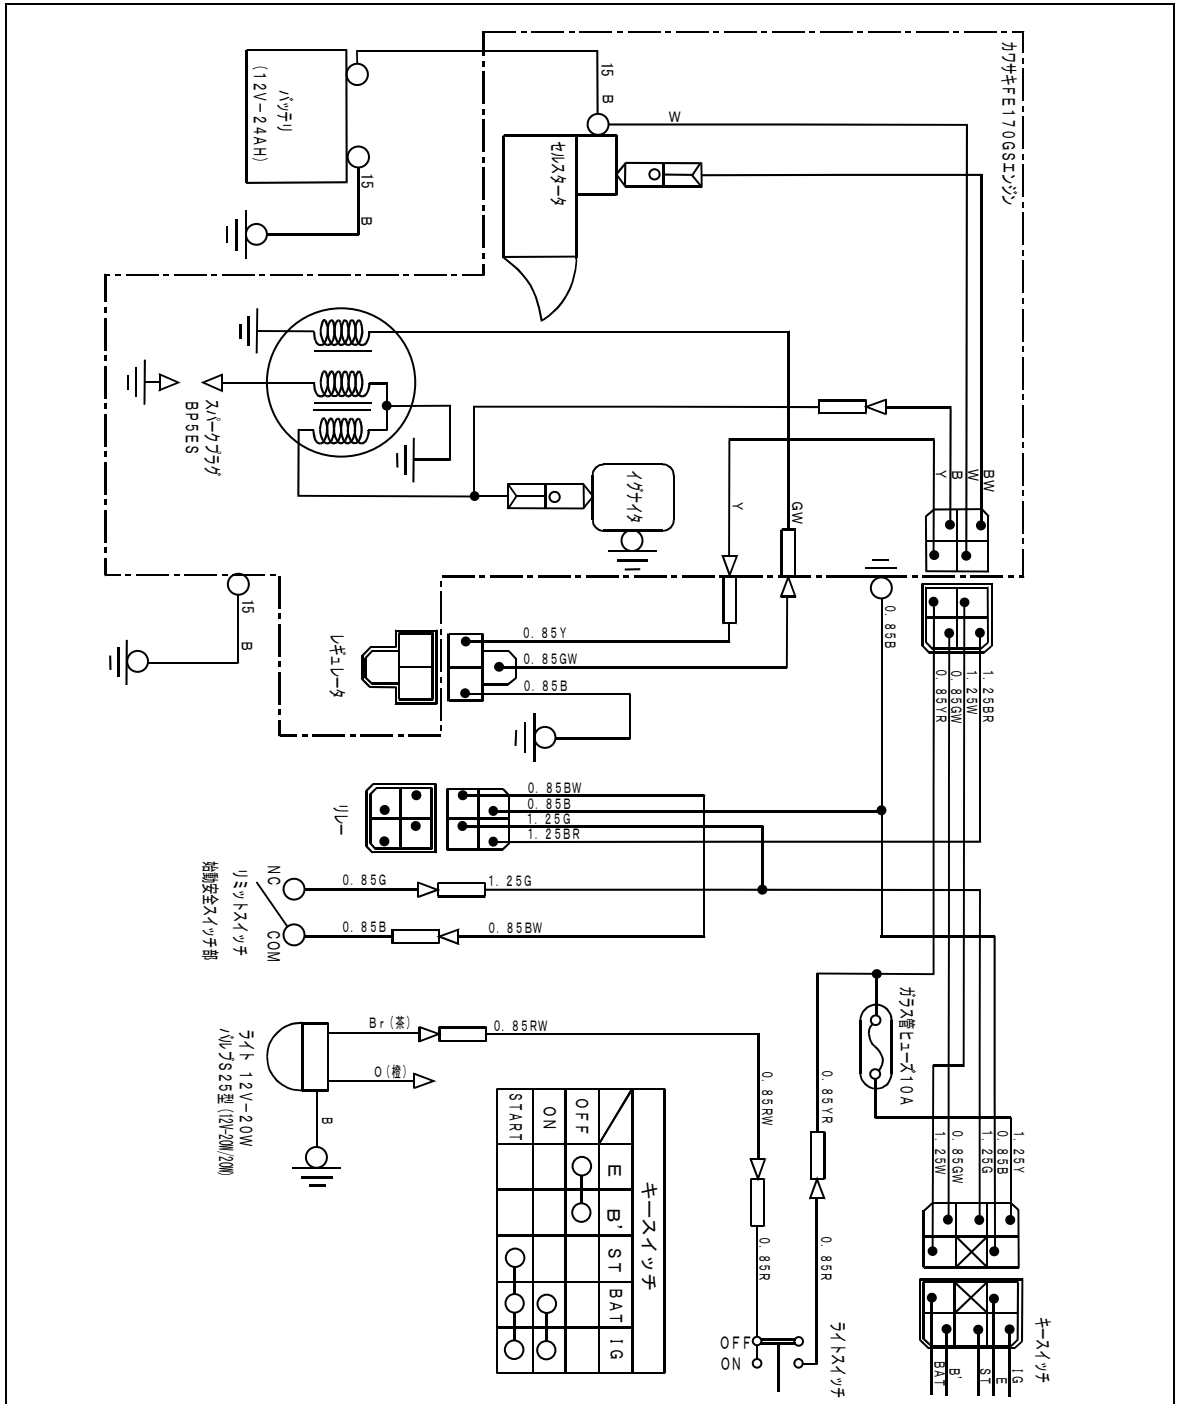 カワサキFE170GSエンジン
バッテリ
(12V-24AH)
15 B
15 B
W
セルスタータ
スパークプラグ
BP5ES
イグナイタ
Y
GW
Y
B
W
BW
15 B
レギュレータ
0.85Y
0.85GW
0.85B
0.85B
0.85YR
0.85GW
1.25W
1.25BR
リレー
0.85BW
0.85B
1.25G
1.25BR
NC
COM
リミットスイッチ
始動安全スイッチ部
0.85G
1.25G
0.85B
0.85BW
ガラス管ヒューズ10A
ライト 12V-20W
バルブS25型(12V-20W/20W)
Br(茶)
0.85RW
O(橙)
B
0.85RW
0.85YR
0.85R
0.85R
OFF
ON
ライトスイッチ
キースイッチ
E B' ST BAT IG
OFF
ON
START
1.25W
0.85GW
1.25G
0.85B
1.25Y
キースイッチ
BAT
B'
ST
E
IG